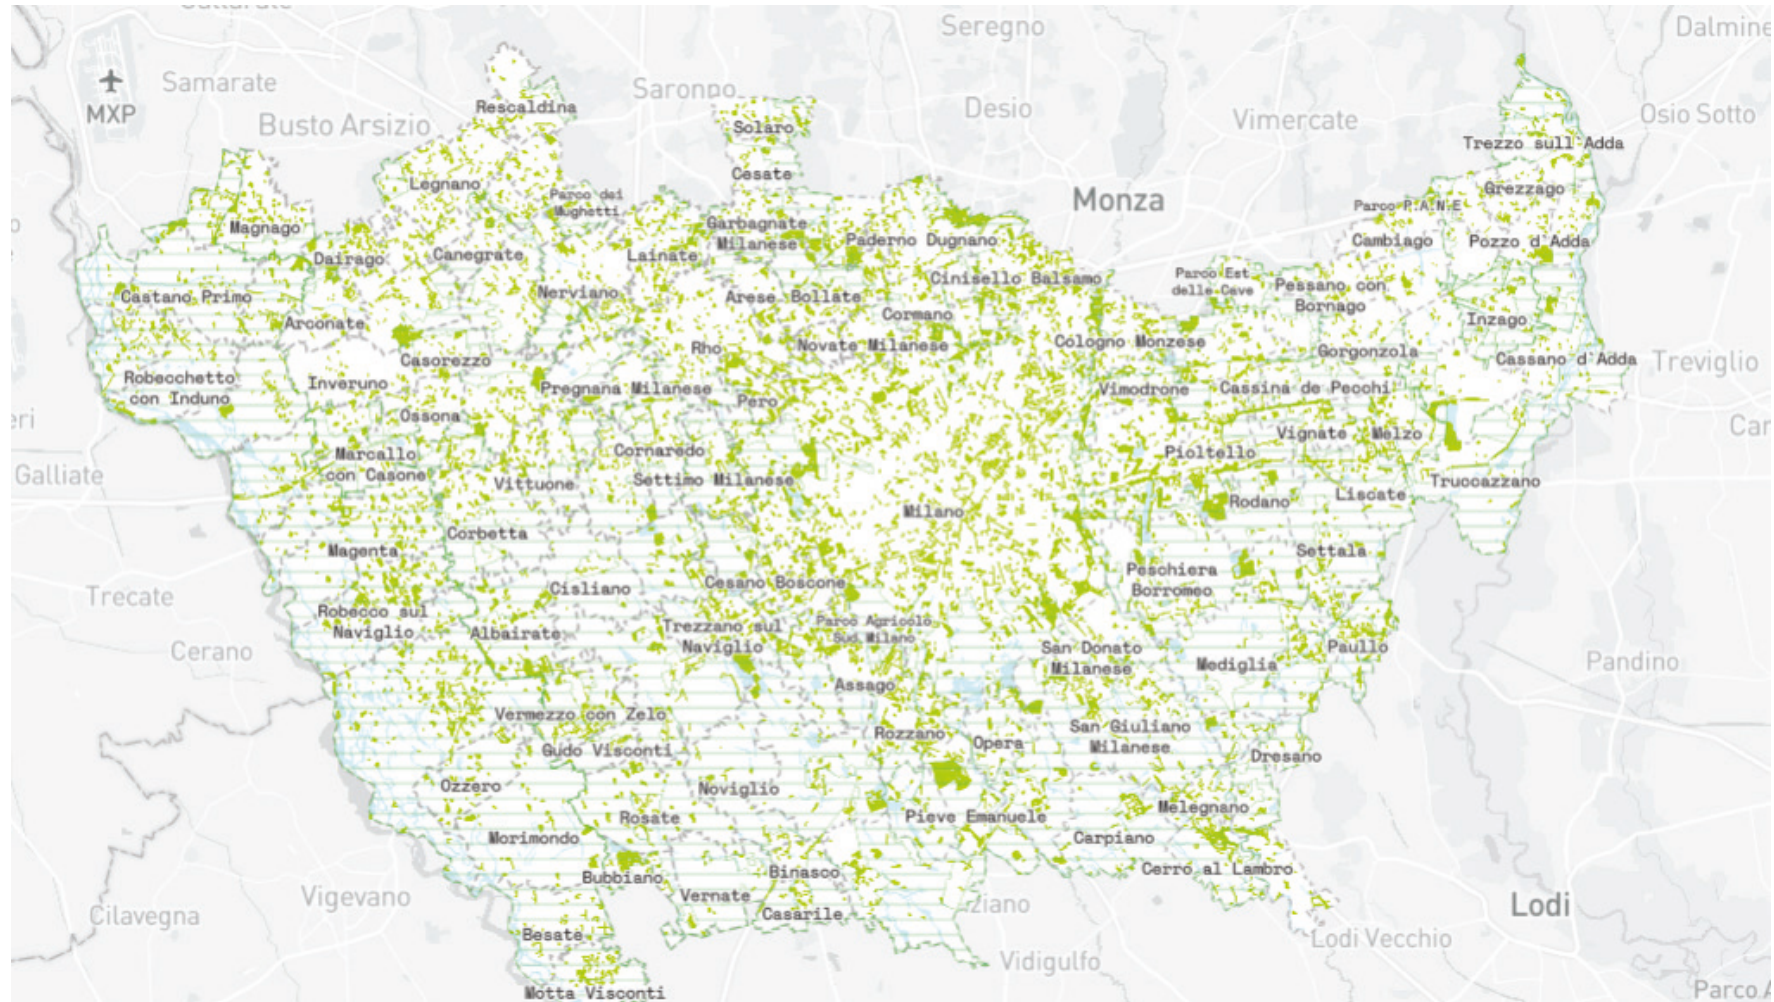 Seregno
Dalmine
Samarate
MXP
Saronno
Desio
Rescaldina
Busto Arsizio
Solaro
Vimercate
Osio Sotto
Trezzo sull'Adda
Cesate
Legnano
Parco dei
Mughetti
Monza
Grezzago
Parco P.A.N.E
Magnago
Garbagnate
Milanese
Paderno Dugnano
Cambiago
Pozzo d'Adda
Dairago
Canegrate
Lainate
Cinisello Balsamo
Parco Est
delle Cave
Pessano con
Bornago
Castano Primo
Nerviano
Arese
Bollate
Cormano
Inzago
Arconate
Rho
Novate Milanese
Cologno Monzese
Gorgonzola
Cassano d'Adda
Treviglio
Casorezzo
Robecchetto
con Induno
Inveruno
Pregnana Milanese
Pero
Vimodrone
Cassina de Pecchi
Ossona
Vignate
Melzo
Marcallo
con Casone
Cornaredo
Pioltello
Galliate
Vittuone
Settimo Milanese
Rodano
Liscate
Truccazzano
Milano
Corbetta
Magenta
Settala
Trecate
Cisliano
Cesano Boscone
Peschiera
Borromeo
Robecco sul
Naviglio
Albairate
Trezzano sul
Naviglio
Parco Agricolo
Sud Milano
Cerano
San Donato
Milanese
Mediglia
Paullo
Pandino
Assago
Vermezzo con Zelo
Rozzano
Opera
San Giuliano
Milanese
Gudo Visconti
Dresano
Ozzero
Noviglio
Rosate
Pieve Emanuele
Melegnano
Morimondo
Carpiano
Bubbiano
Binasco
Cerro al Lambro
Vigevano
Vernate
Casarile
ziano
Lodi
Cilavegna
Besate
Lodi Vecchio
Vidigulfo
Motta Visconti
Parco A